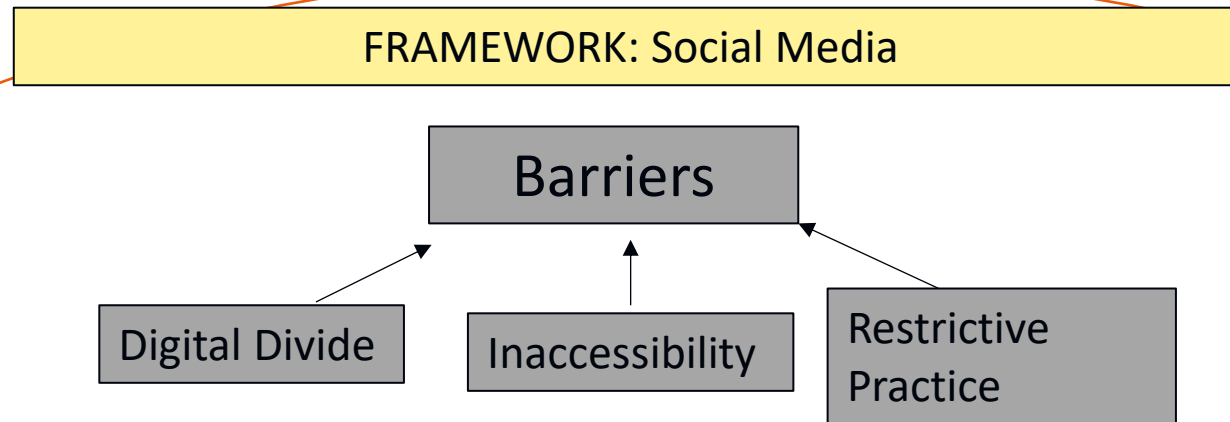 FRAMEWORK: Social Media
Barriers
Digital Divide
Inaccessibility
Restrictive
Practice